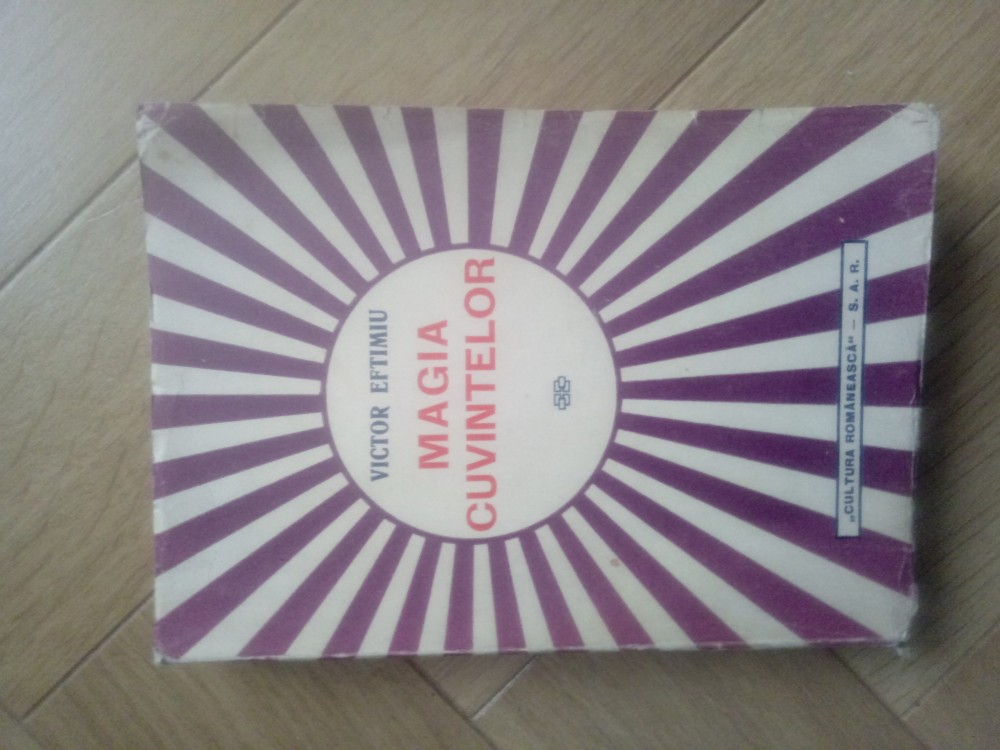 VICTOR EFTIMIU
MAGIA
CUVINTELOR
„CULTURA ROMÂNEASCĂ“ – S. A. R.